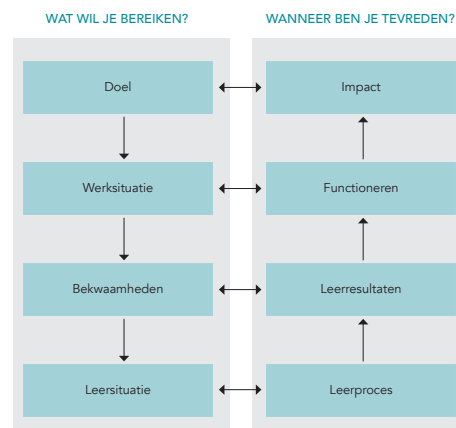 WAT WIL JE BEREIKEN?
WANNEER BEN JE TEVREDEN?
Doel
Impact
Werksituatie
Functioneren
Bekwaamheden
Leerresultaten
Leersituatie
Leerproces